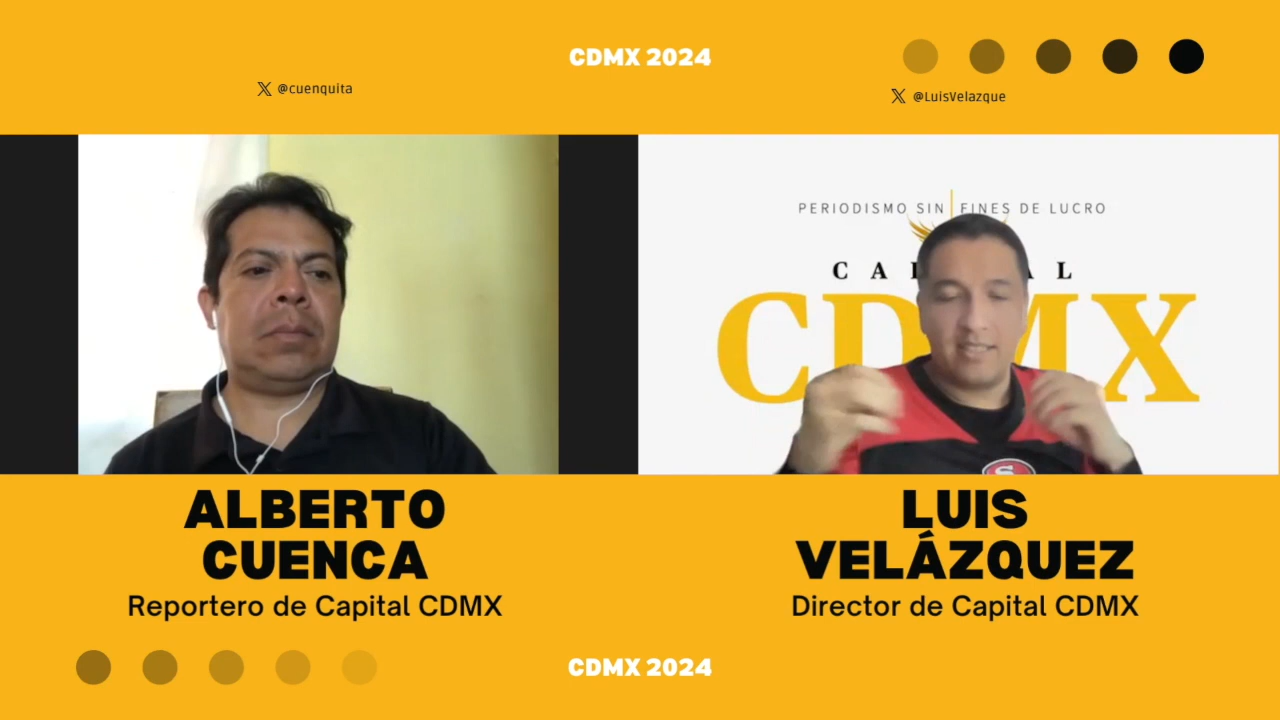 CDMX 2024
@cuenquita
@LuisVelazque
PERIODISMO SIN FINES DE LUCRO
CDMX
ALBERTO
CUENCA
Reportero de Capital CDMX
LUIS
VELÁZQUEZ
Director de Capital CDMX
CDMX 2024